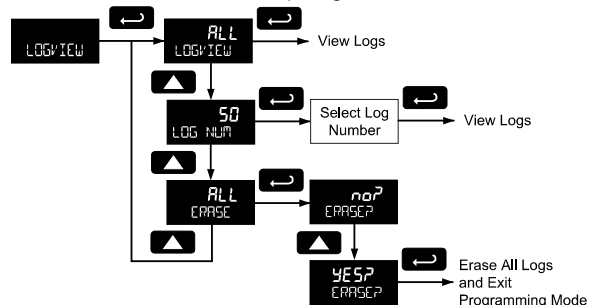 LOGVIEW
ALL
LOGVIEW
View Logs
50
LOG NUM
Select Log
Number
View Logs
ALL
ERASE
no?
ERASE?
YES?
ERASE?
Erase All Logs
and Exit
Programming Mode